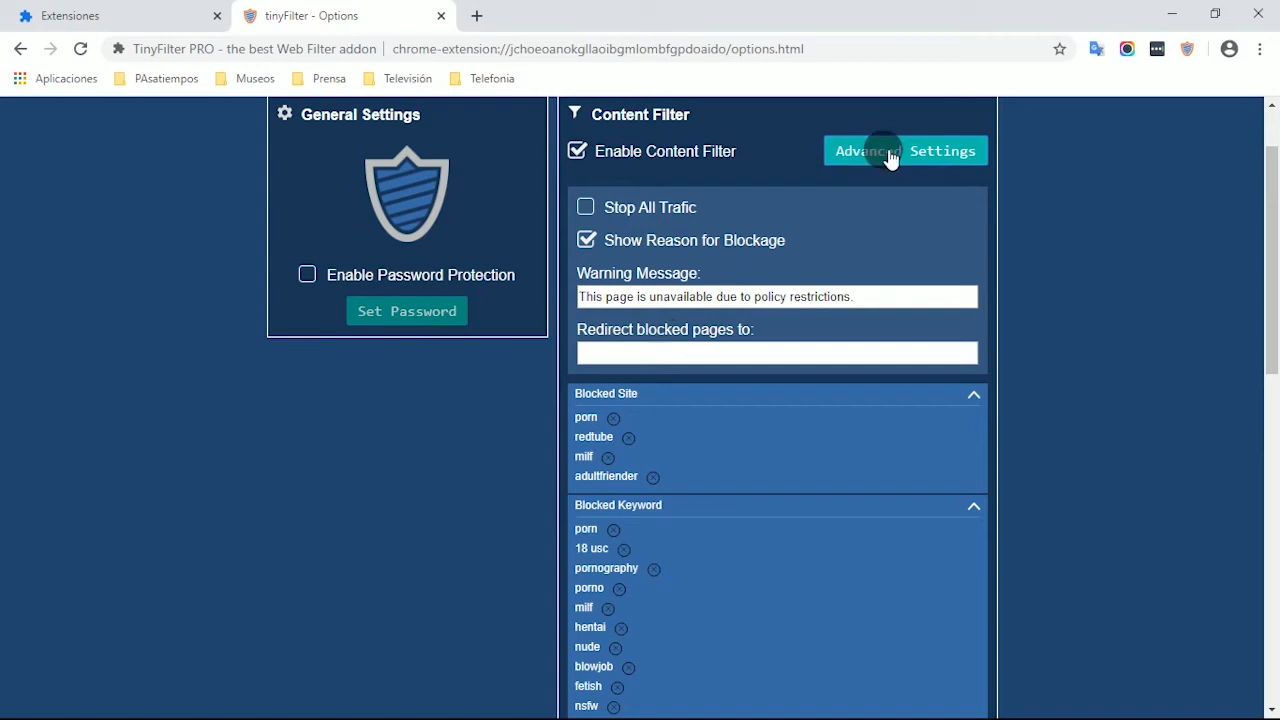 Extensions
tinyFilter - Options
TinyFilter PRO - the best Web Filter addon
chrome-extension://jchoeoanokgllaoibgmlombfgpdoaido/options.html
Aplicaciones
PAsatiempos
Museos
Prensa
Televisión
Telefonia
General Settings
Enable Password Protection
Set Password
Content Filter
Enable Content Filter
Advanced Settings
Stop All Trafic
Show Reason for Blockage
Warning Message:
This page is unavailable due to policy restrictions.
Redirect blocked pages to:
Blocked Site
porn
redtube
milf
adultfriender
Blocked Keyword
porn
18 usc
pornography
porno
milf
hentai
nude
blowjob
fetish
nsfw